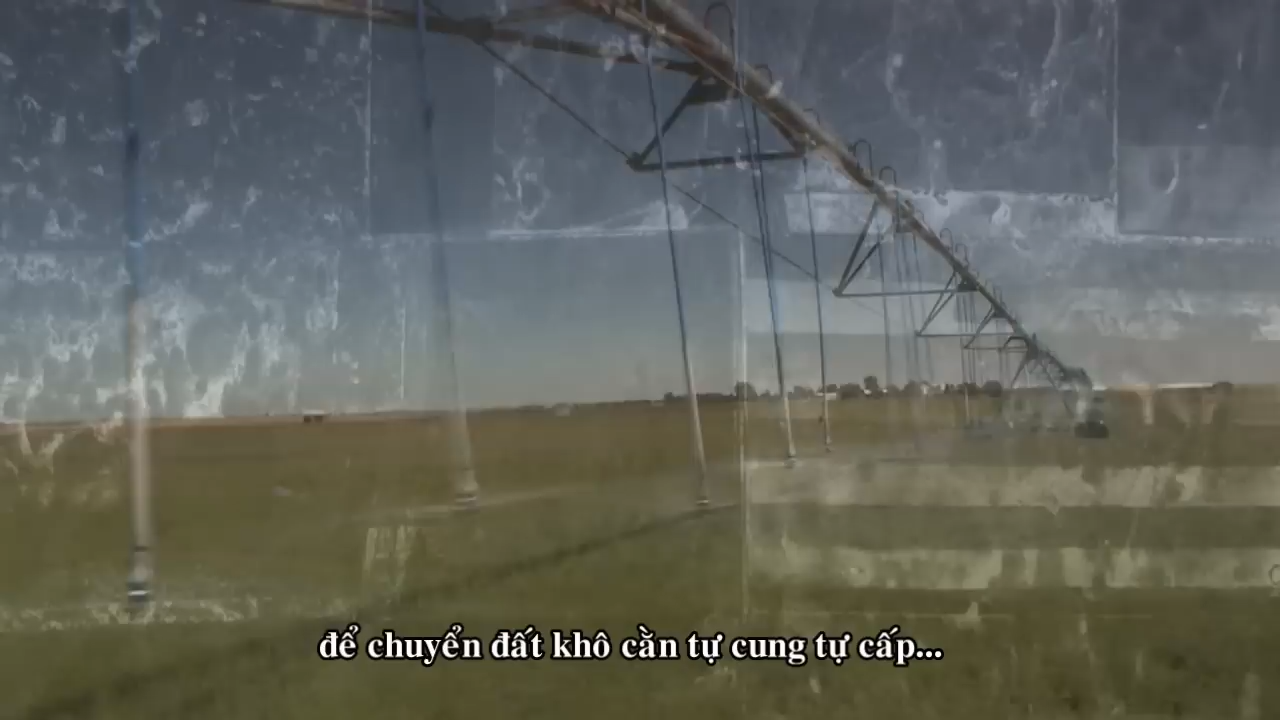 để chuyển đất khô cằn tự cung tự cấp...